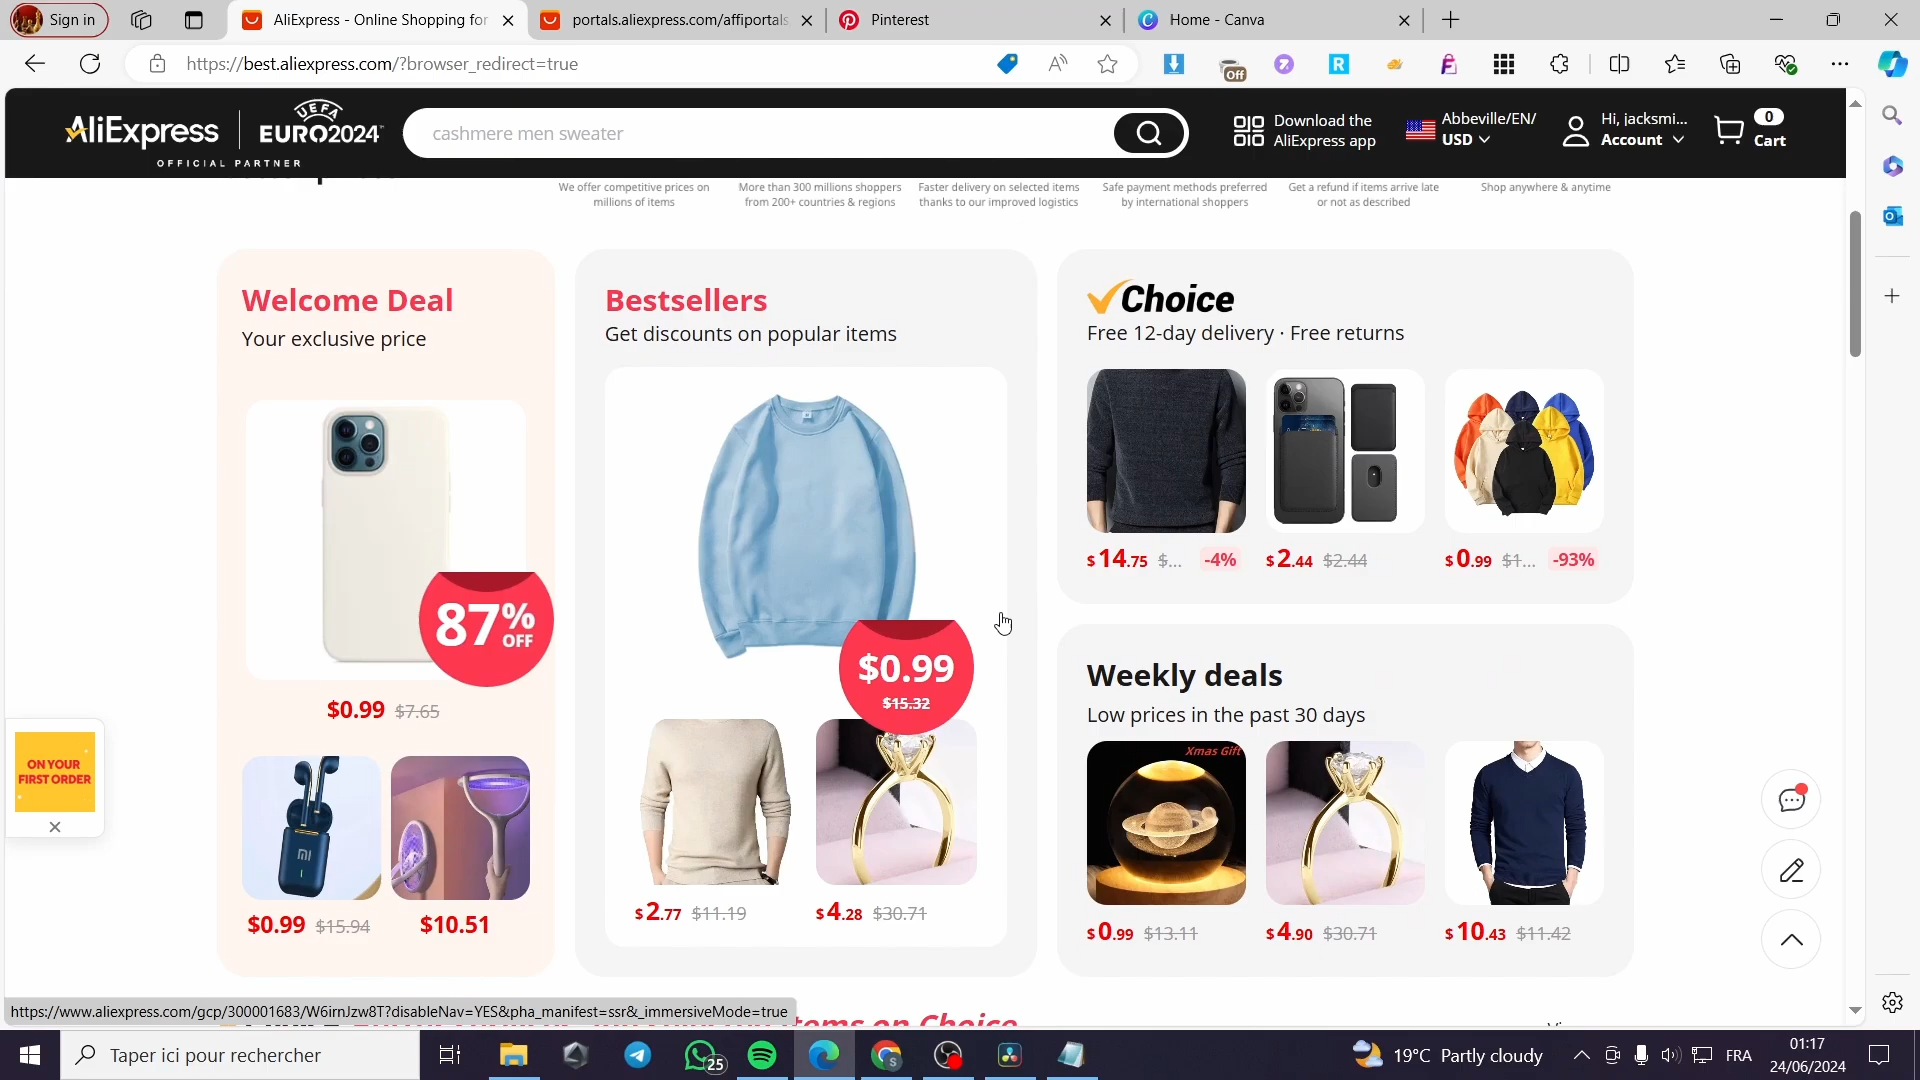 Sign in
AliExpress - Online Shopping for
portals.aliexpress.com/affiportals
Pinterest
Home - Canva
https://best.aliexpress.com/?browser_redirect=true
Off
AliExpress
UEFA
EURO2024
OFFICIAL PARTNER
cashmere men sweater
Download the
AliExpress app
Abbeville/EN/
USD
Hi, jacksmi...
Account
0
Cart
We offer competitive prices on
millions of items
More than 300 millions shoppers
from 200+ countries & regions
Faster delivery on selected items
thanks to our improved logistics
Safe payment methods preferred
by international shoppers
Get a refund if items arrive late
or not as described
Shop anywhere & anytime
Welcome Deal
Your exclusive price
87% OFF
$0.99 $7.65
$0.99 $15.94
$10.51
Bestsellers
Get discounts on popular items
$0.99
$15.32
$2.77 $11.19
$4.28 $30.71
Choice
Free 12-day delivery · Free returns
$14.75 $... -4%
$2.44 $2.44
$0.99 $1... -93%
Weekly deals
Low prices in the past 30 days
Xmas Gift
$0.99 $13.11
$4.90 $30.71
$10.43 $11.42
ON YOUR
FIRST ORDER
https://www.aliexpress.com/gcp/300001683/W6irnJzw8T?disableNav=YES&pha_manifest=ssr&_immersiveMode=true
items on Choice
Taper ici pour rechercher
25
19°C Partly cloudy
FRA
01:17
24/06/2024